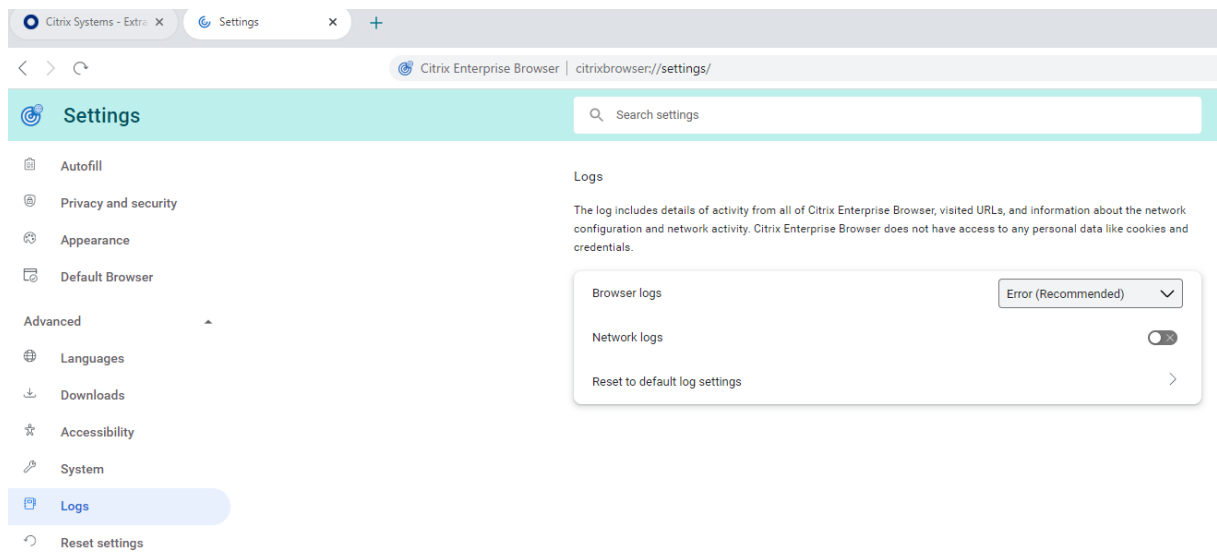 Citrix Systems - Extra
Settings
Citrix Enterprise Browser | citrixbrowser://settings/
Settings
Search settings
Autofill
Privacy and security
Appearance
Default Browser
Advanced
Languages
Downloads
Accessibility
System
Logs
Reset settings
Logs
The log includes details of activity from all of Citrix Enterprise Browser, visited URLs, and information about the network
configuration and network activity. Citrix Enterprise Browser does not have access to any personal data like cookies and
credentials.
Browser logs
Error (Recommended)
Network logs
Reset to default log settings